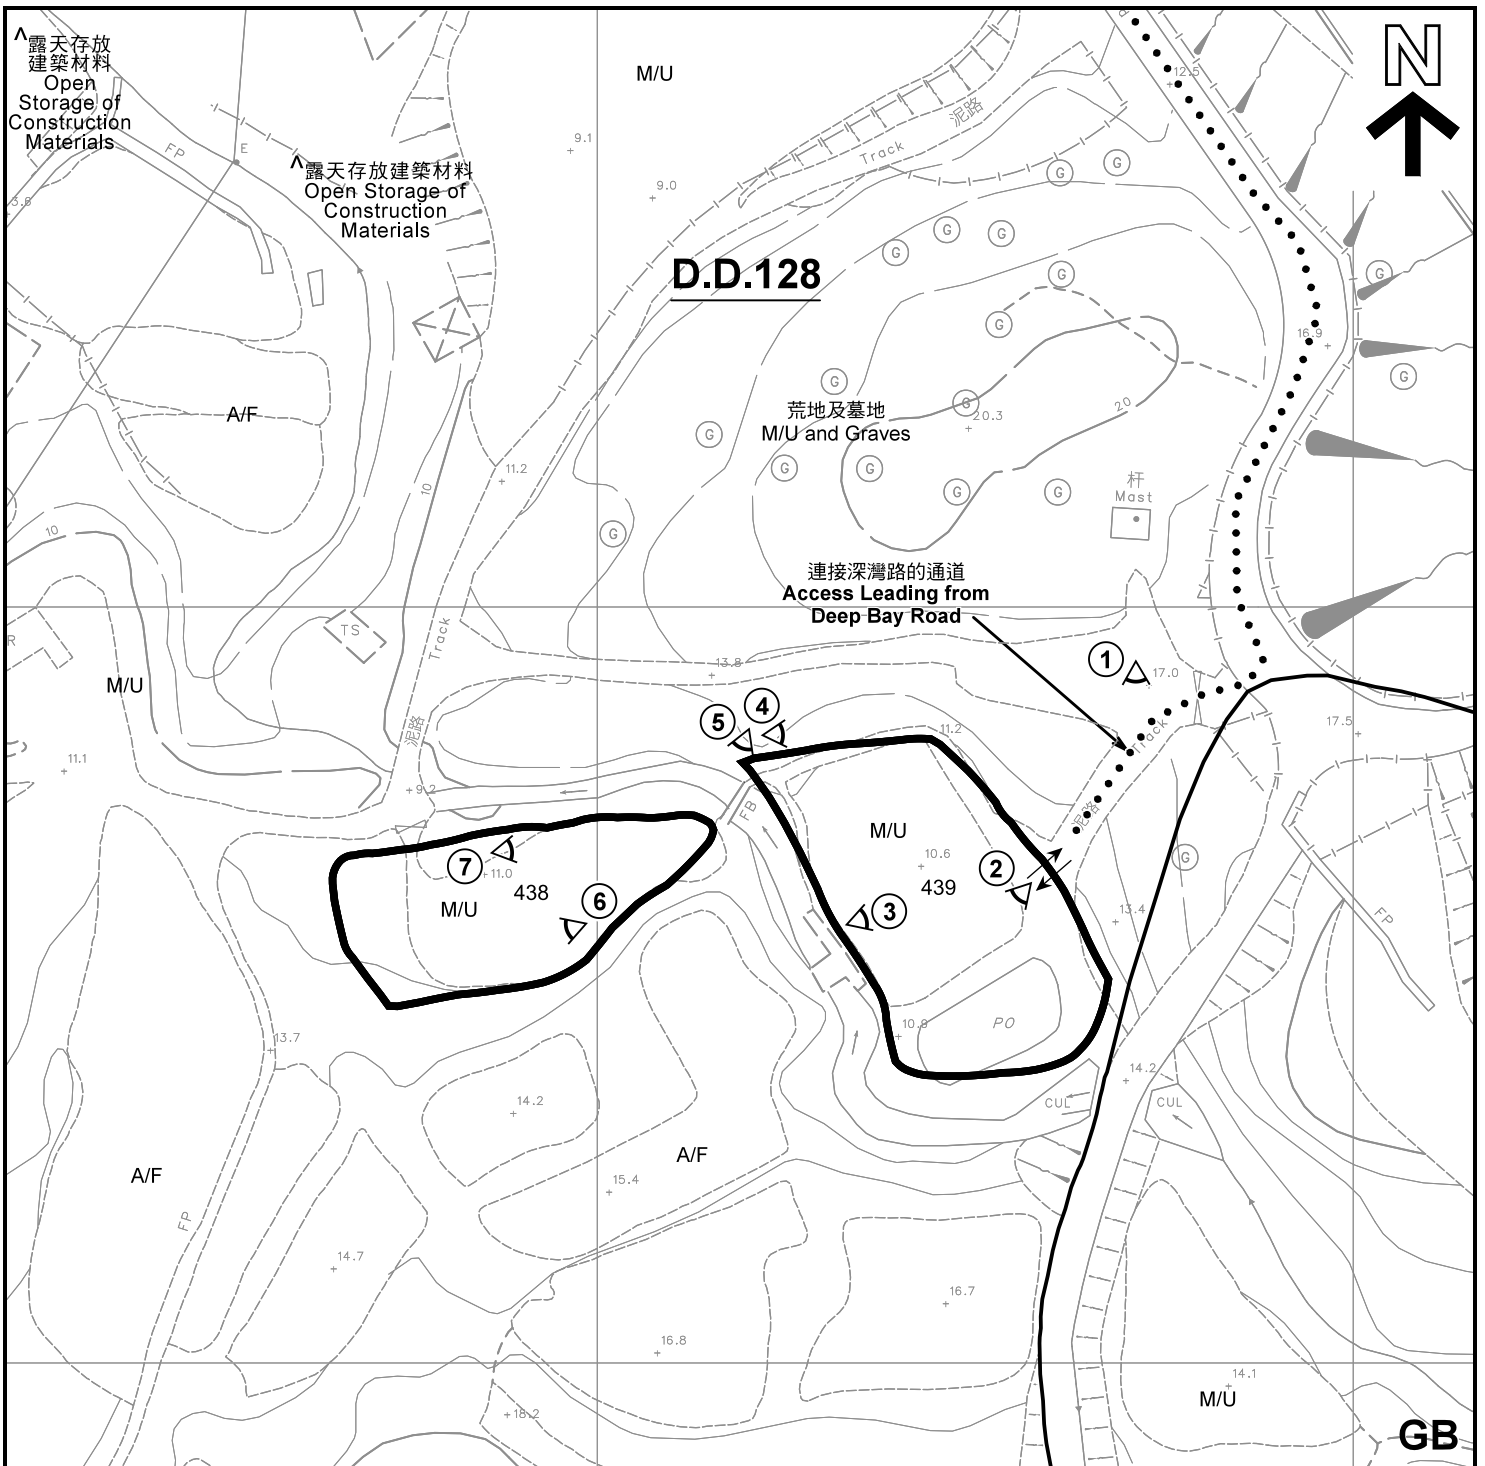 ^露天存放
建築材料
Open
Storage of
Construction
Materials
M/U
N
12.5
泥路
Track
9.1
FP
E
^露天存放建築材料
Open Storage of
Construction
Materials
9.0
3.6
G
G
G
G
G
G
G
D.D.128
G
16.9
G
G
荒地及墓地
M/U and Graves
G
20.3
20
A/F
G
G
G
G
G
11.2
10
杆
Mast
10
G
連接深灣路的通道
Access Leading from
Deep Bay Road
R
TS
Track
13.8
1
17.0
M/U
5
4
泥路
11.2
Track
17.5
11.1
9.2
FB
泥路
M/U
10.6
439
2
G
7
11.0
438
M/U
6
3
13.4
FP
10.8
PO
13.7
14.2
14.2
CUL
CUL
A/F
A/F
15.4
FP
14.7
16.7
16.8
14.1
M/U
18.2
GB